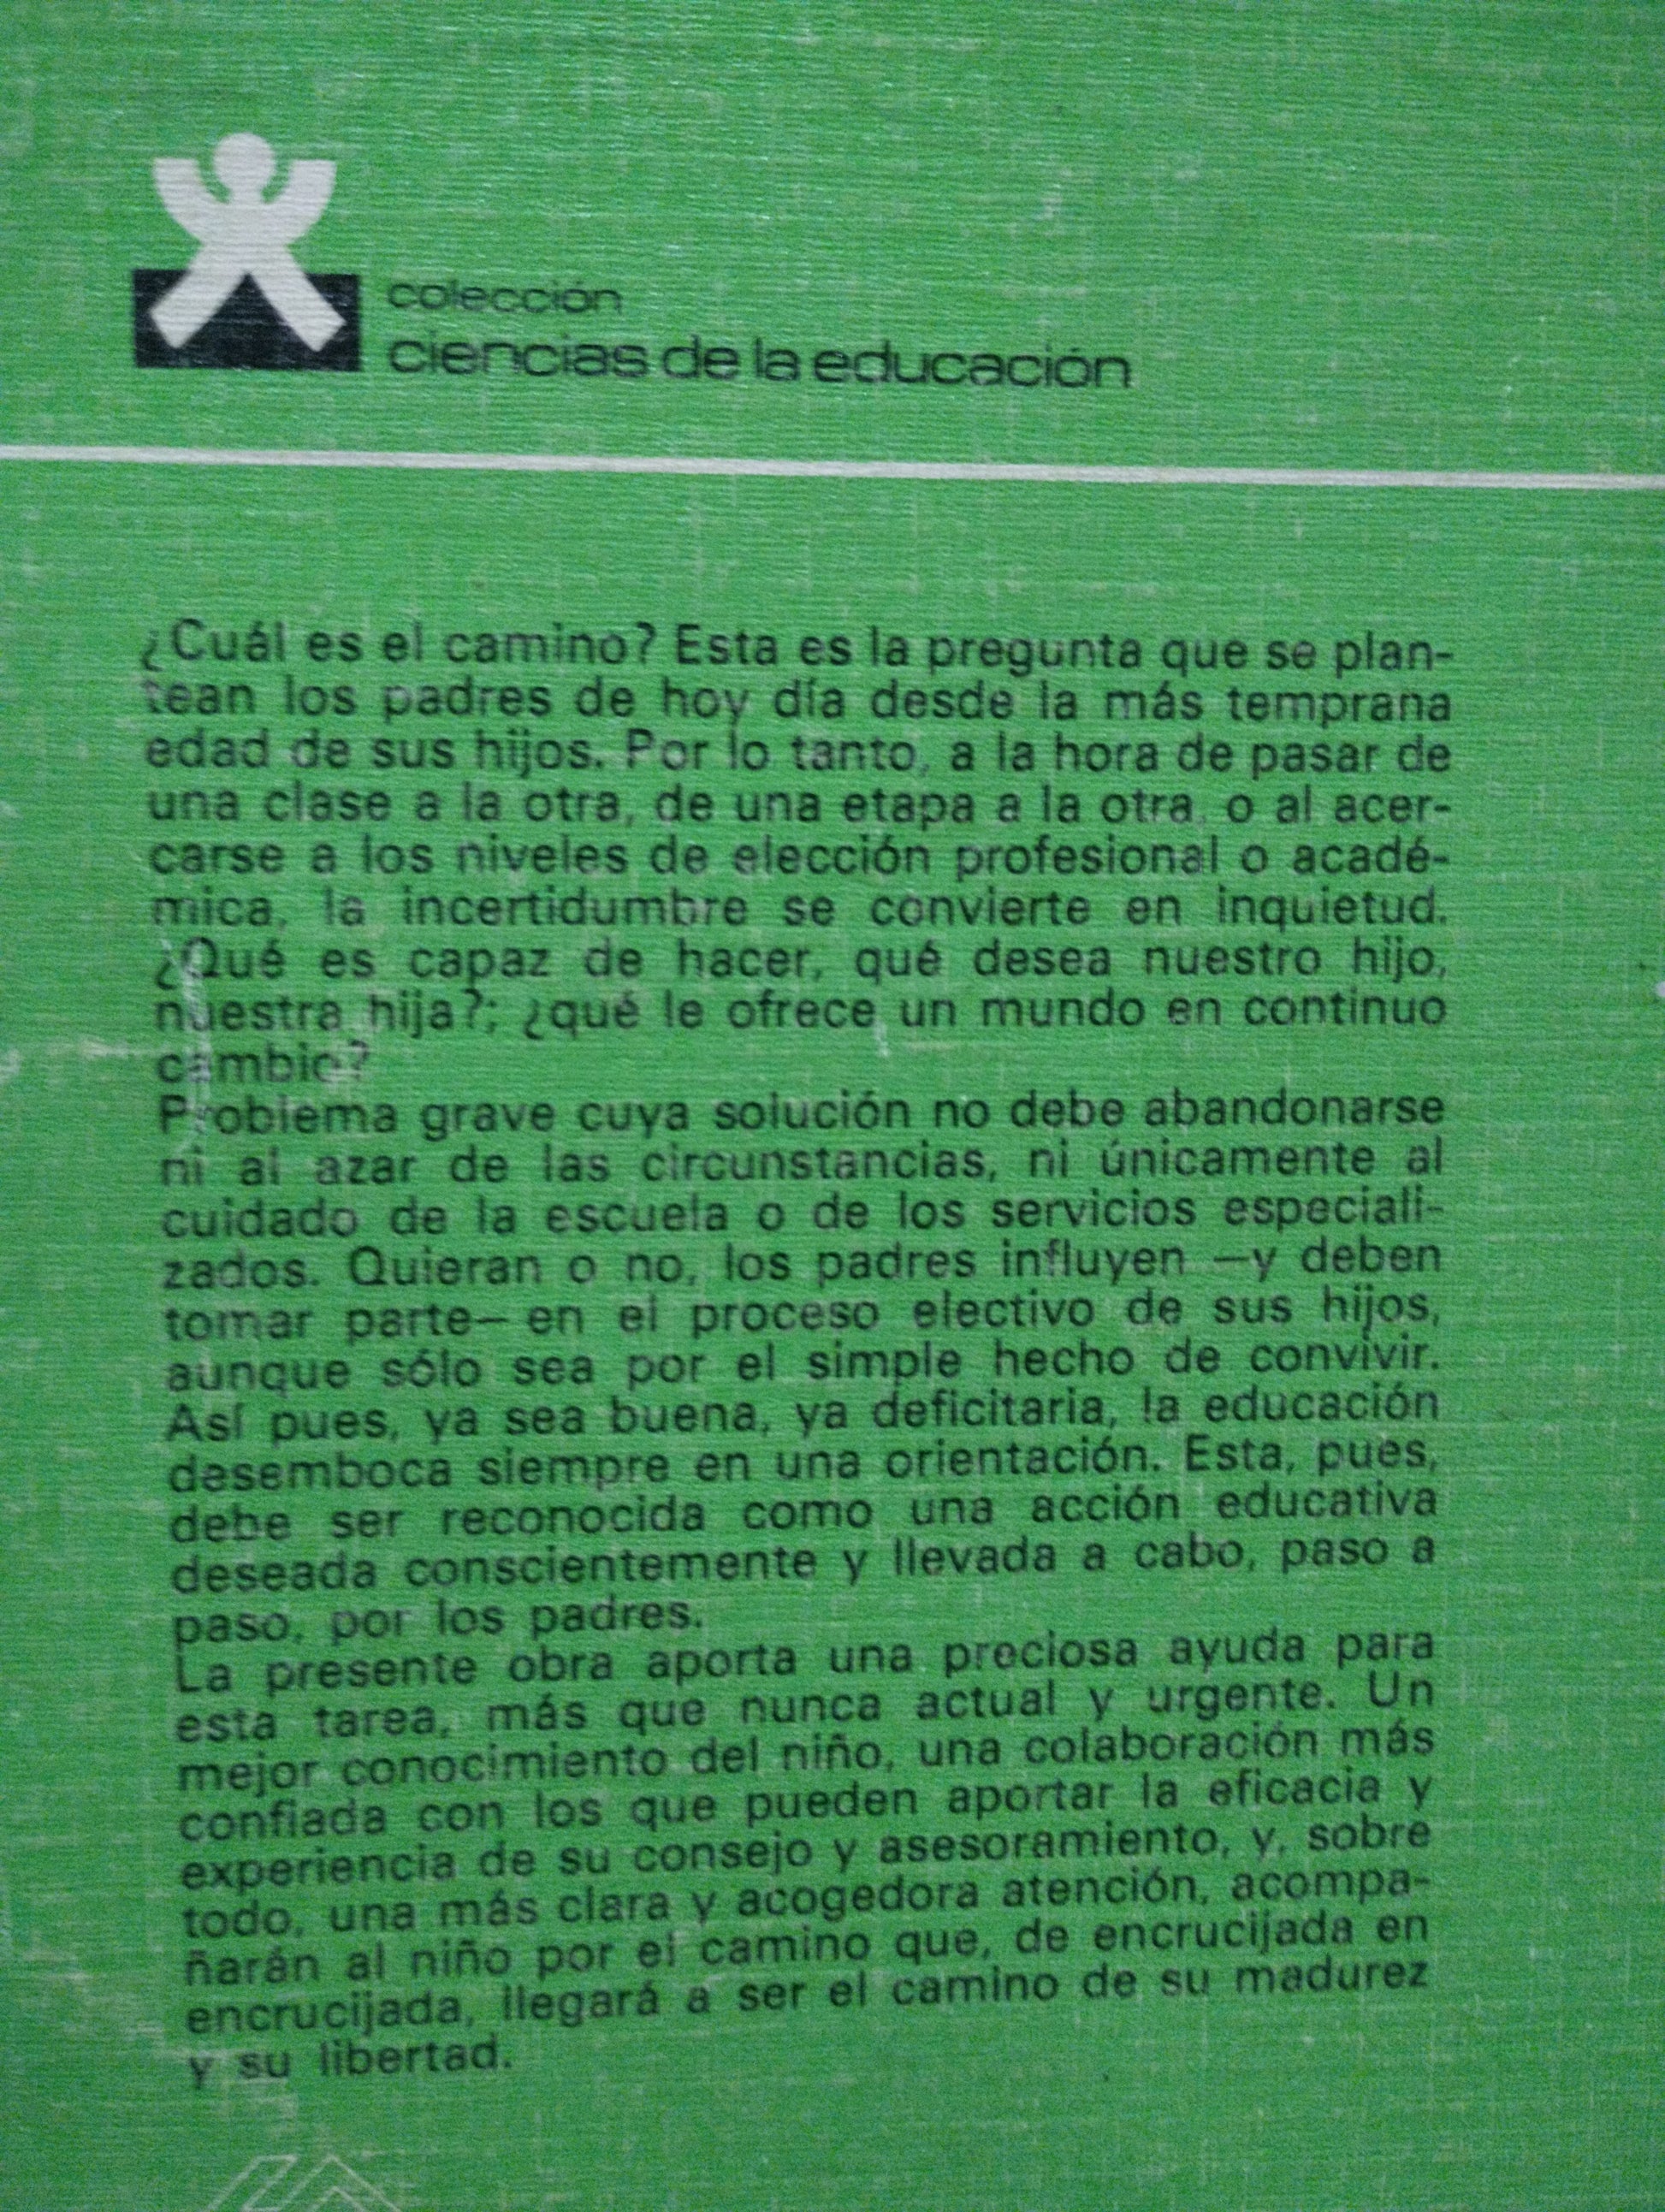 colección
ciencias de la educación
¿Cuál es el camino? Esta es la pregunta que se plan-
tean los padres de hoy día desde la más temprana
edad de sus hijos. Por lo tanto, a la hora de pasar de
una clase a la otra, de una etapa a la otra, o al acer-
carse a los niveles de elección profesional o acadé-
mica, la incertidumbre se convierte en inquietud.
¿Qué es capaz de hacer, qué desea nuestro hijo,
nuestra hija?; ¿qué le ofrece un mundo en continuo
cambio?
Problema grave cuya solución no debe abandonarse
ni al azar de las circunstancias, ni únicamente al
cuidado de la escuela o de los servicios especiali-
zados. Quieran o no, los padres influyen —y deben
tomar parte— en el proceso electivo de sus hijos,
aunque sólo sea por el simple hecho de convivir.
Así pues, ya sea buena, ya deficitaria, la educación
desemboca siempre en una orientación. Esta, pues,
debe ser reconocida como una acción educativa
deseada conscientemente y llevada a cabo, paso a
paso, por los padres.
La presente obra aporta una preciosa ayuda para
esta tarea, más que nunca actual y urgente. Un
mejor conocimiento del niño, una colaboración más
confiada con los que pueden aportar la eficacia y
experiencia de su consejo y asesoramiento, y, sobre
todo, una más clara y acogedora atención, acompa-
ñarán al niño por el camino que, de encrucijada en
encrucijada, llegará a ser el camino de su madurez
y su libertad.